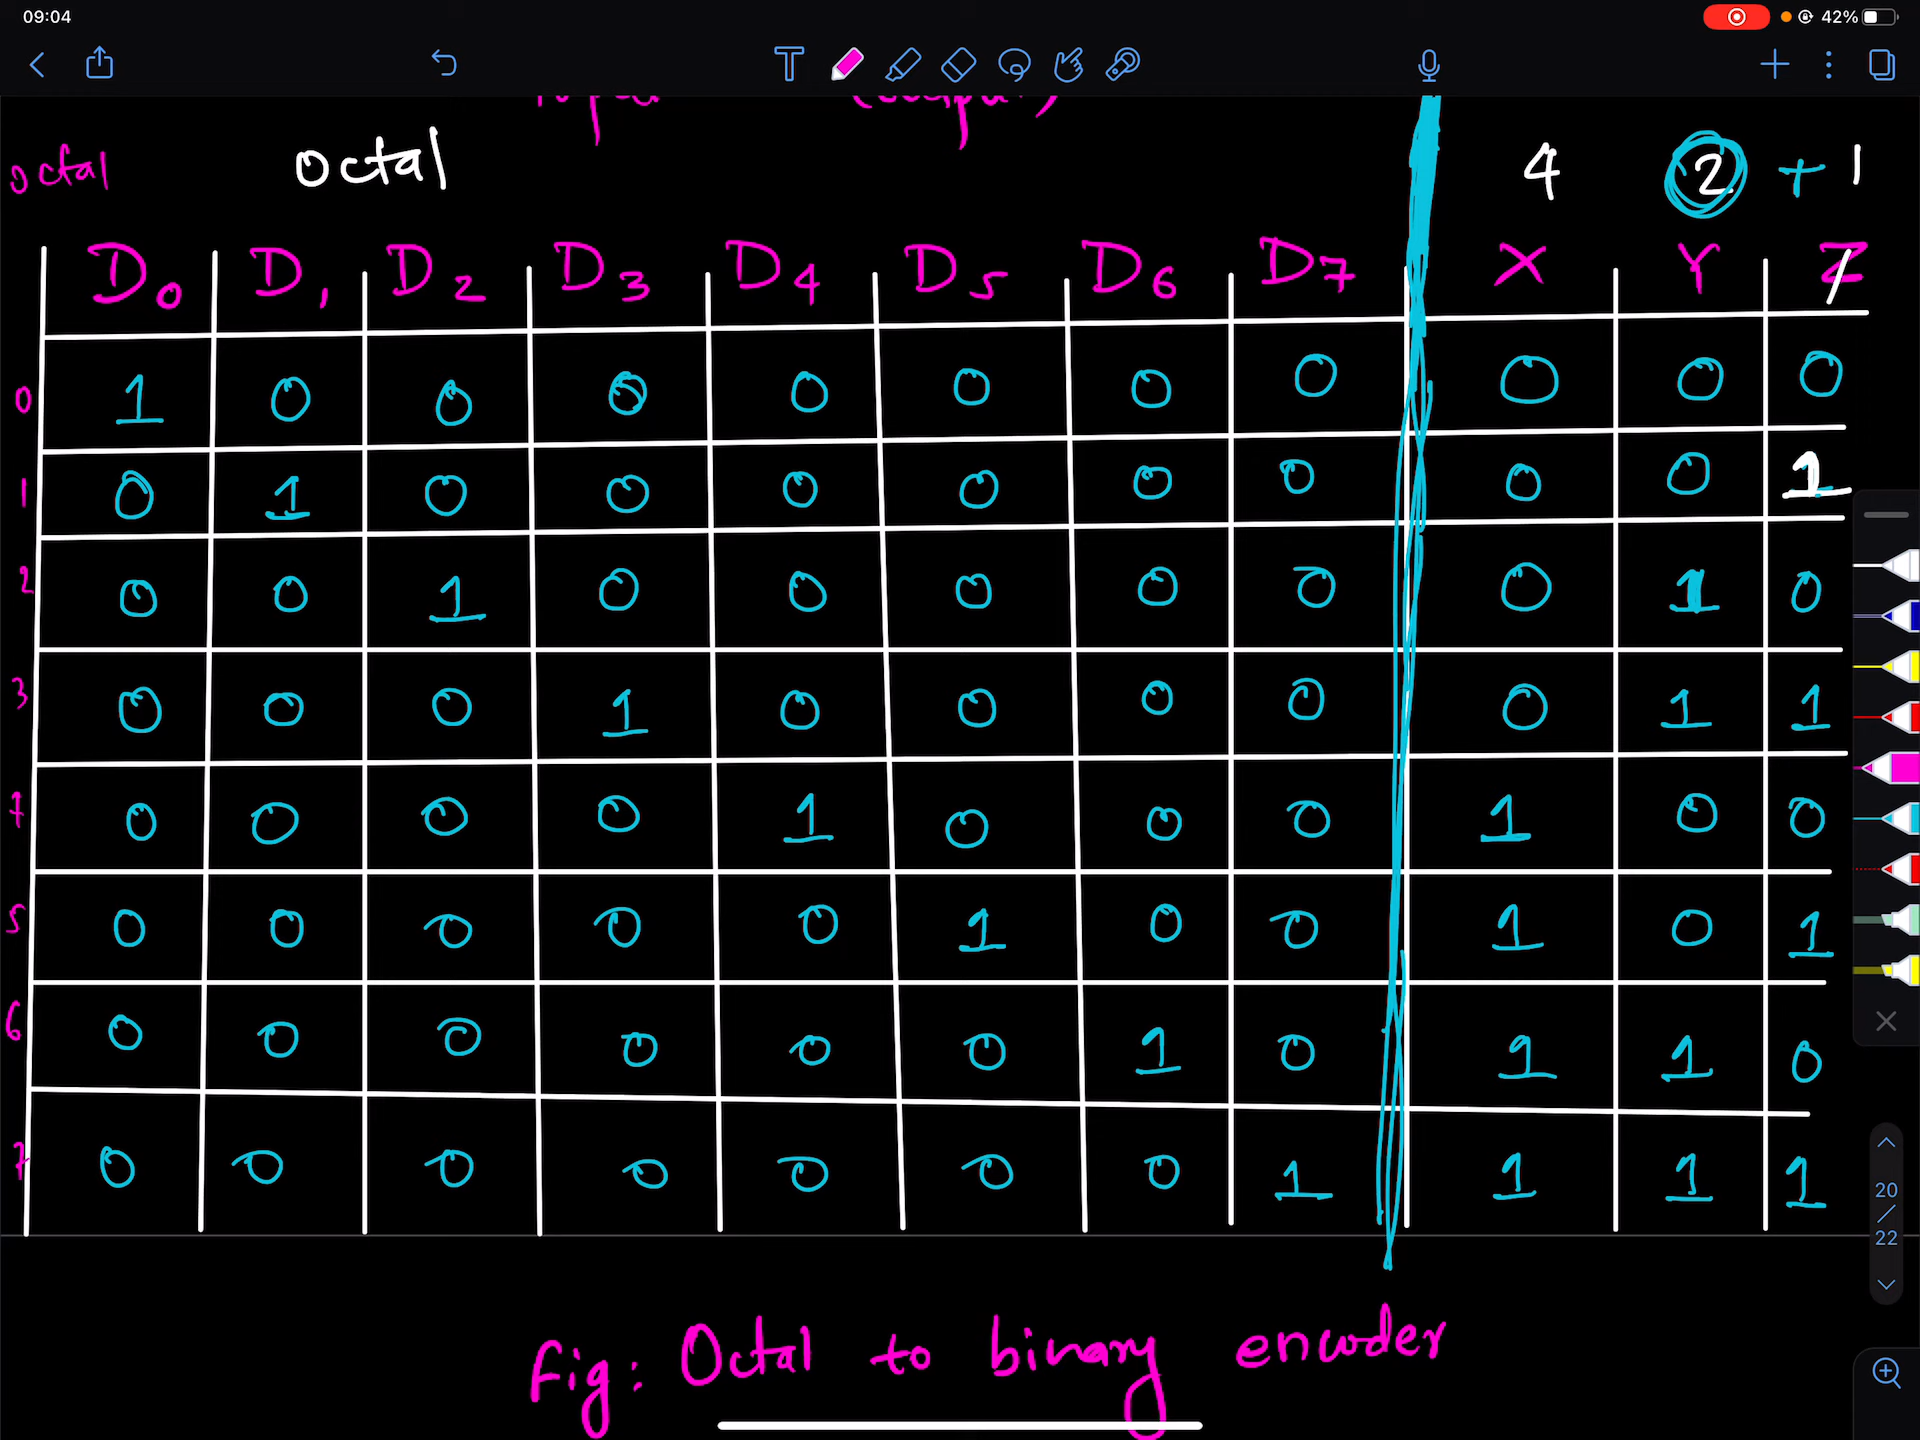 09:04 42%
octal octal 4 2 + 1
D0 D1 D2 D3 D4 D5 D6 D7 X Y Z
0 1 0 0 0 0 0 0 0 0 0 0
1 0 1 0 0 0 0 0 0 0 0 1
2 0 0 1 0 0 0 0 0 0 1 0
3 0 0 0 1 0 0 0 0 0 1 1
0 0 0 0 1 0 0 0 1 0 0
5 0 0 0 0 0 1 0 0 1 0 1
6 0 0 0 0 0 0 1 0 1 1 0
7 0 0 0 0 0 0 0 1 1 1 1
20
/
22
fig: Octal to binary encoder